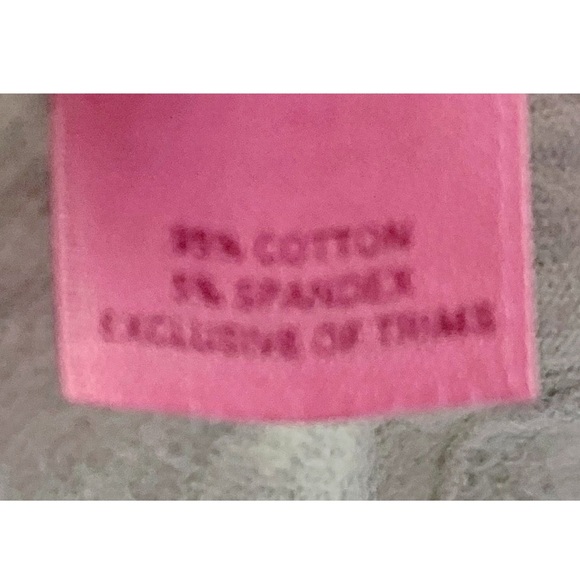 95% COTTON
5% SPANDEX
EXCLUSIVE OF TRIMS